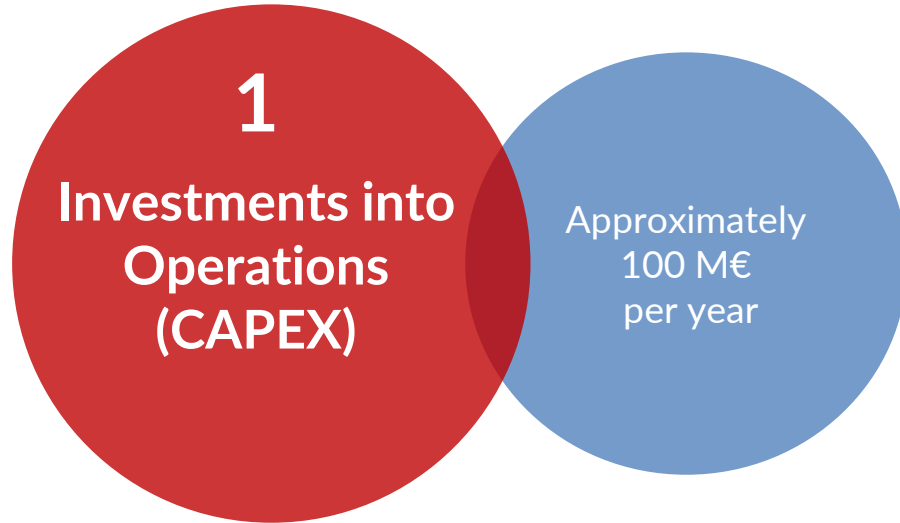 1
Investments into
Operations
(CAPEX)
Approximately
100 M€
per year